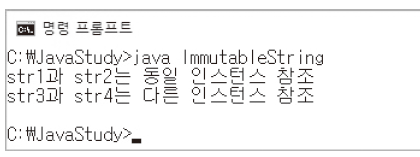 명령 프롬프트
C:₩JavaStudy>java ImmutableString
str1과 str2는 동일 인스턴스 참조
str3과 str4는 다른 인스턴스 참조
C:₩JavaStudy>_